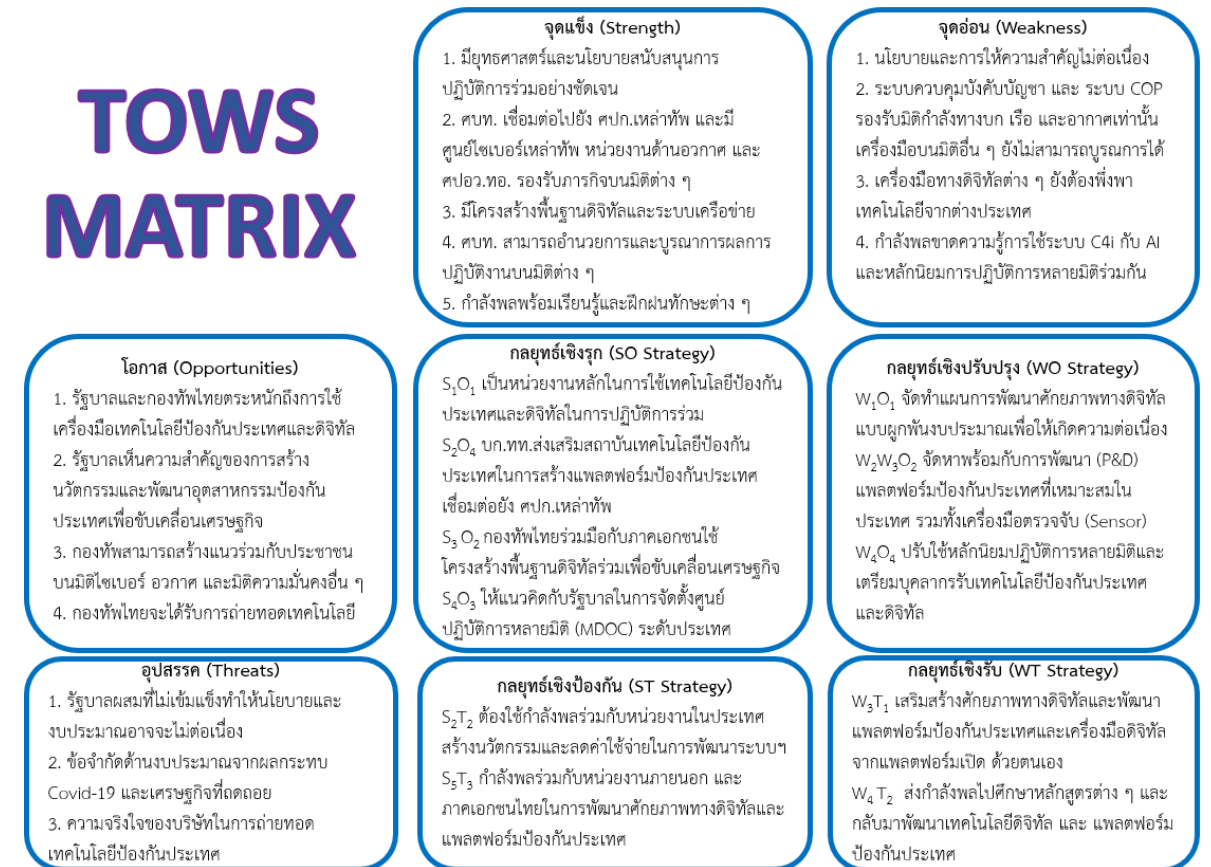 TOWS
MATRIX
จุดแข็ง (Strength)
1. มียุทธศาสตร์และนโยบายสนับสนุนการ
ปฏิบัติการร่วมอย่างชัดเจน
2. ศบท. เชื่อมต่อไปยัง ศปก.เหล่าทัพ และมี
ศูนย์ไซเบอร์เหล่าทัพ หน่วยงานด้านอวกาศ และ
ศปอว.ทอ. รองรับภารกิจบนมิติต่าง ๆ
3. มีโครงสร้างพื้นฐานดิจิทัลและระบบเครือข่าย
4. ศบท. สามารถอำนวยการและบูรณาการผลการ
ปฏิบัติงานบนมิติต่าง ๆ
5. กำลังพลพร้อมเรียนรู้และฝึกฝนทักษะต่าง ๆ
จุดอ่อน (Weakness)
1. นโยบายและการให้ความสำคัญไม่ต่อเนื่อง
2. ระบบควบคุมบังคับบัญชา และ ระบบ COP
รองรับมิติกำลังทางบก เรือ และอากาศเท่านั้น
เครื่องมือบนมิติอื่น ๆ ยังไม่สามารถบูรณการได้
3. เครื่องมือทางดิจิทัลต่าง ๆ ยังต้องพึ่งพา
เทคโนโลยีจากต่างประเทศ
4. กำลังพลขาดความรู้การใช้ระบบ C4i กับ AI
และหลักนิยมการปฏิบัติการหลายมิติร่วมกัน
โอกาส (Opportunities)
1. รัฐบาลและกองทัพไทยตระหนักถึงการใช้
เครื่องมือเทคโนโลยีป้องกันประเทศและดิจิทัล
2. รัฐบาลเห็นความสำคัญของการสร้าง
นวัตกรรมและพัฒนาอุตสาหกรรมป้องกัน
ประเทศเพื่อขับเคลื่อนเศรษฐกิจ
3. กองทัพสามารถสร้างแนวร่วมกับประชาชน
บนมิติไซเบอร์ อวกาศ และมิติความมั่นคงอื่น ๆ
4. กองทัพไทยจะได้รับการถ่ายทอดเทคโนโลยี
กลยุทธ์เชิงรุก (SO Strategy)
S₁O₁ เป็นหน่วยงานหลักในการใช้เทคโนโลยีป้องกัน
ประเทศและดิจิทัลในการปฏิบัติการร่วม
S₂O₄ บก.ทท.ส่งเสริมสถาบันเทคโนโลยีป้องกัน
ประเทศในการสร้างแพลตฟอร์มป้องกันประเทศ
เชื่อมต่อยัง ศปก.เหล่าทัพ
S₃ O₂ กองทัพไทยร่วมมือกับภาคเอกชนใช้
โครงสร้างพื้นฐานดิจิทัลร่วมเพื่อขับเคลื่อนเศรษฐกิจ
S₄O₃ ให้แนวคิดกับรัฐบาลในการจัดตั้งศูนย์
ปฏิบัติการหลายมิติ (MDOC) ระดับประเทศ
กลยุทธ์เชิงปรับปรุง (WO Strategy)
W₁O₁ จัดทำแผนการพัฒนาศักยภาพทางดิจิทัล
แบบผูกพันงบประมาณเพื่อให้เกิดความต่อเนื่อง
W₂W₃O₂ จัดหาพร้อมกับการพัฒนา (P&D)
แพลตฟอร์มป้องกันประเทศที่เหมาะสมใน
ประเทศ รวมทั้งเครื่องมือตรวจจับ (Sensor)
W₄O₄ ปรับใช้หลักนิยมปฏิบัติการหลายมิติและ
เตรียมบุคลากรรับเทคโนโลยีป้องกันประเทศ
และดิจิทัล
อุปสรรค (Threats)
1. รัฐบาลผสมที่ไม่เข้มแข็งทำให้นโยบายและ
งบประมาณอาจจะไม่ต่อเนื่อง
2. ข้อจำกัดด้านงบประมาณจากผลกระทบ
Covid-19 และเศรษฐกิจที่ถดถอย
3. ความจริงใจของบริษัทในการถ่ายทอด
เทคโนโลยีป้องกันประเทศ
กลยุทธ์เชิงป้องกัน (ST Strategy)
S₂T₂ ต้องใช้กำลังพลร่วมกับหน่วยงานในประเทศ
สร้างนวัตกรรมและลดค่าใช้จ่ายในการพัฒนาระบบฯ
S₅T₃ กำลังพลร่วมกับหน่วยงานภายนอก และ
ภาคเอกชนไทยในการพัฒนาศักยภาพทางดิจิทัลและ
แพลตฟอร์มป้องกันประเทศ
กลยุทธ์เชิงรับ (WT Strategy)
W₃T₁ เสริมสร้างศักยภาพทางดิจิทัลและพัฒนา
แพลตฟอร์มป้องกันประเทศและเครื่องมือดิจิทัล
จากแพลตฟอร์มเปิด ด้วยตนเอง
W₄ T₂ ส่งกำลังพลไปศึกษาหลักสูตรต่าง ๆ และ
กลับมาพัฒนาเทคโนโลยีดิจิทัล และ แพลตฟอร์ม
ป้องกันประเทศ